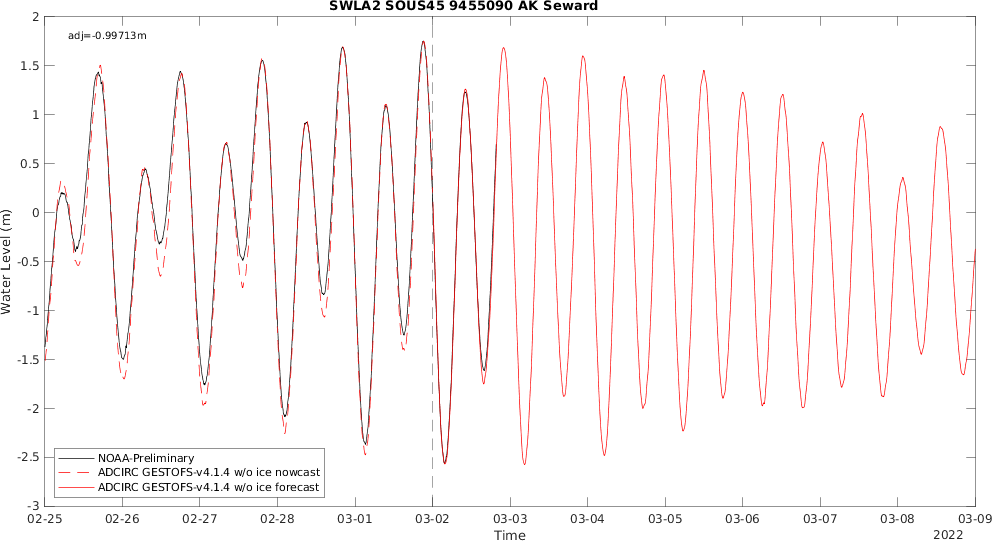 SWLA2 SOUS45 9455090 AK Seward
adj=-0.99713m
2
1.5
1
0.5
0
-0.5
-1
-1.5
-2
-2.5
-3
Water Level (m)
NOAA-Preliminary
ADCIRC GESTOFS-v4.1.4 w/o ice nowcast
ADCIRC GESTOFS-v4.1.4 w/o ice forecast
02-25 02-26 02-27 02-28 03-01 03-02 03-03 03-04 03-05 03-06 03-07 03-08 03-09
Time
2022